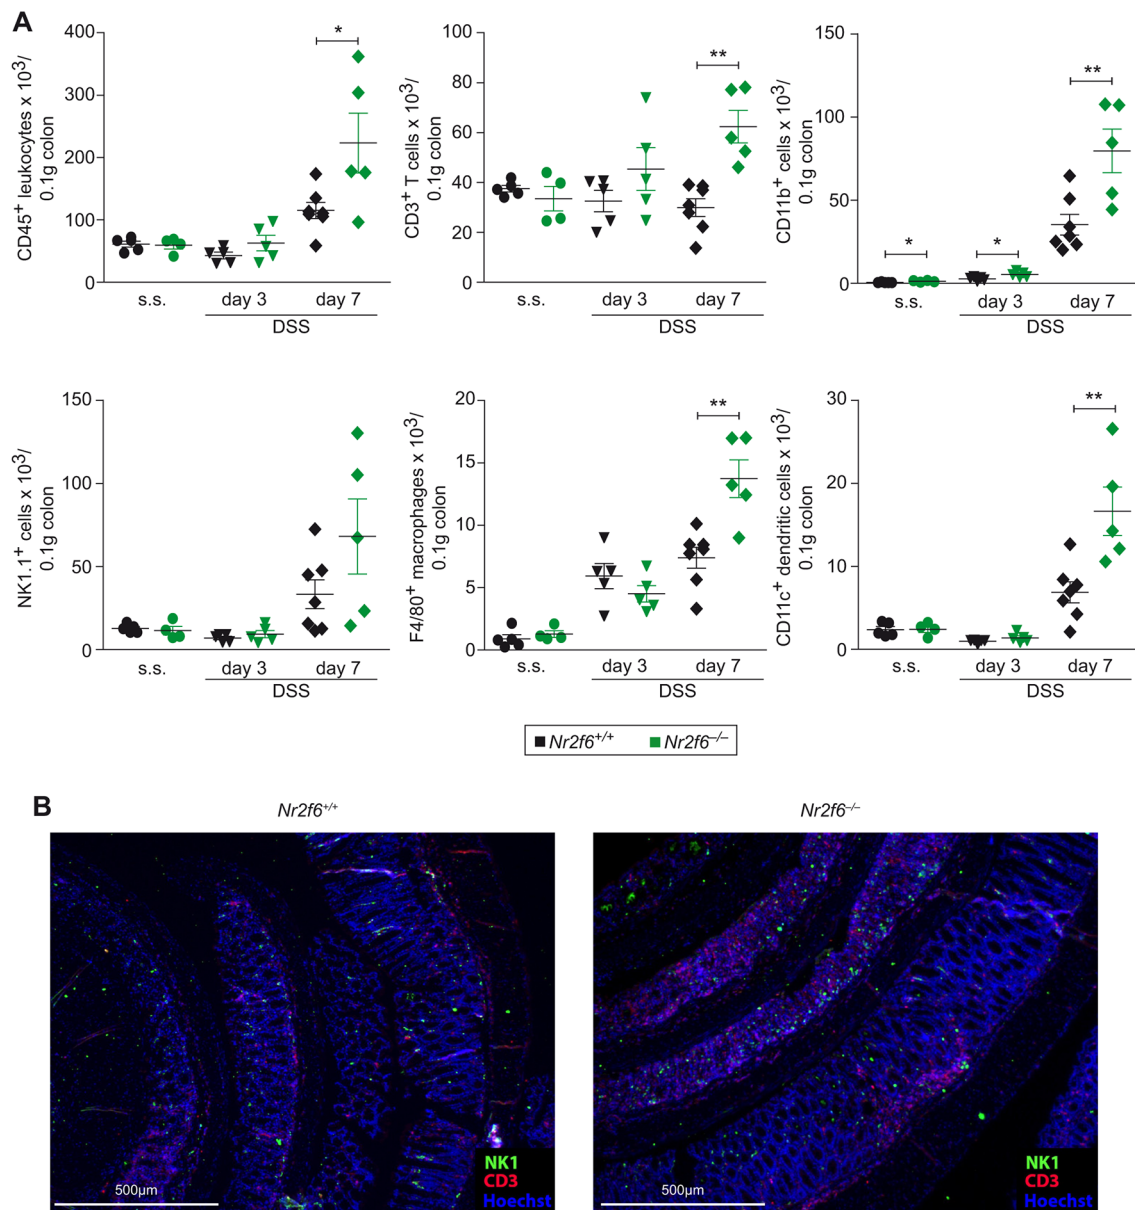 A
CD45⁺ leukocytes x 10³/
0.1g colon
400
300
200
100
0
*
s.s.
day 3
day 7
DSS
CD3⁺ T cells x 10³/
0.1g colon
100
80
60
40
20
0
**
s.s.
day 3
day 7
DSS
CD11b⁺ cells x 10³/
0.1g colon
150
100
50
0
*
*
**
s.s.
day 3
day 7
DSS
NK1.1⁺ cells x 10³/
0.1g colon
150
100
50
0
s.s.
day 3
day 7
DSS
F4/80⁺ macrophages x 10³/
0.1g colon
20
15
10
5
0
**
s.s.
day 3
day 7
DSS
CD11c⁺ dendritic cells x 10³/
0.1g colon
30
20
10
0
**
s.s.
day 3
day 7
DSS
Nr2f6⁺/⁺ Nr2f6⁻/⁻
B
Nr2f6⁺/⁺
Nr2f6⁻/⁻
NK1
CD3
Hoechst
500µm
NK1
CD3
Hoechst
500µm